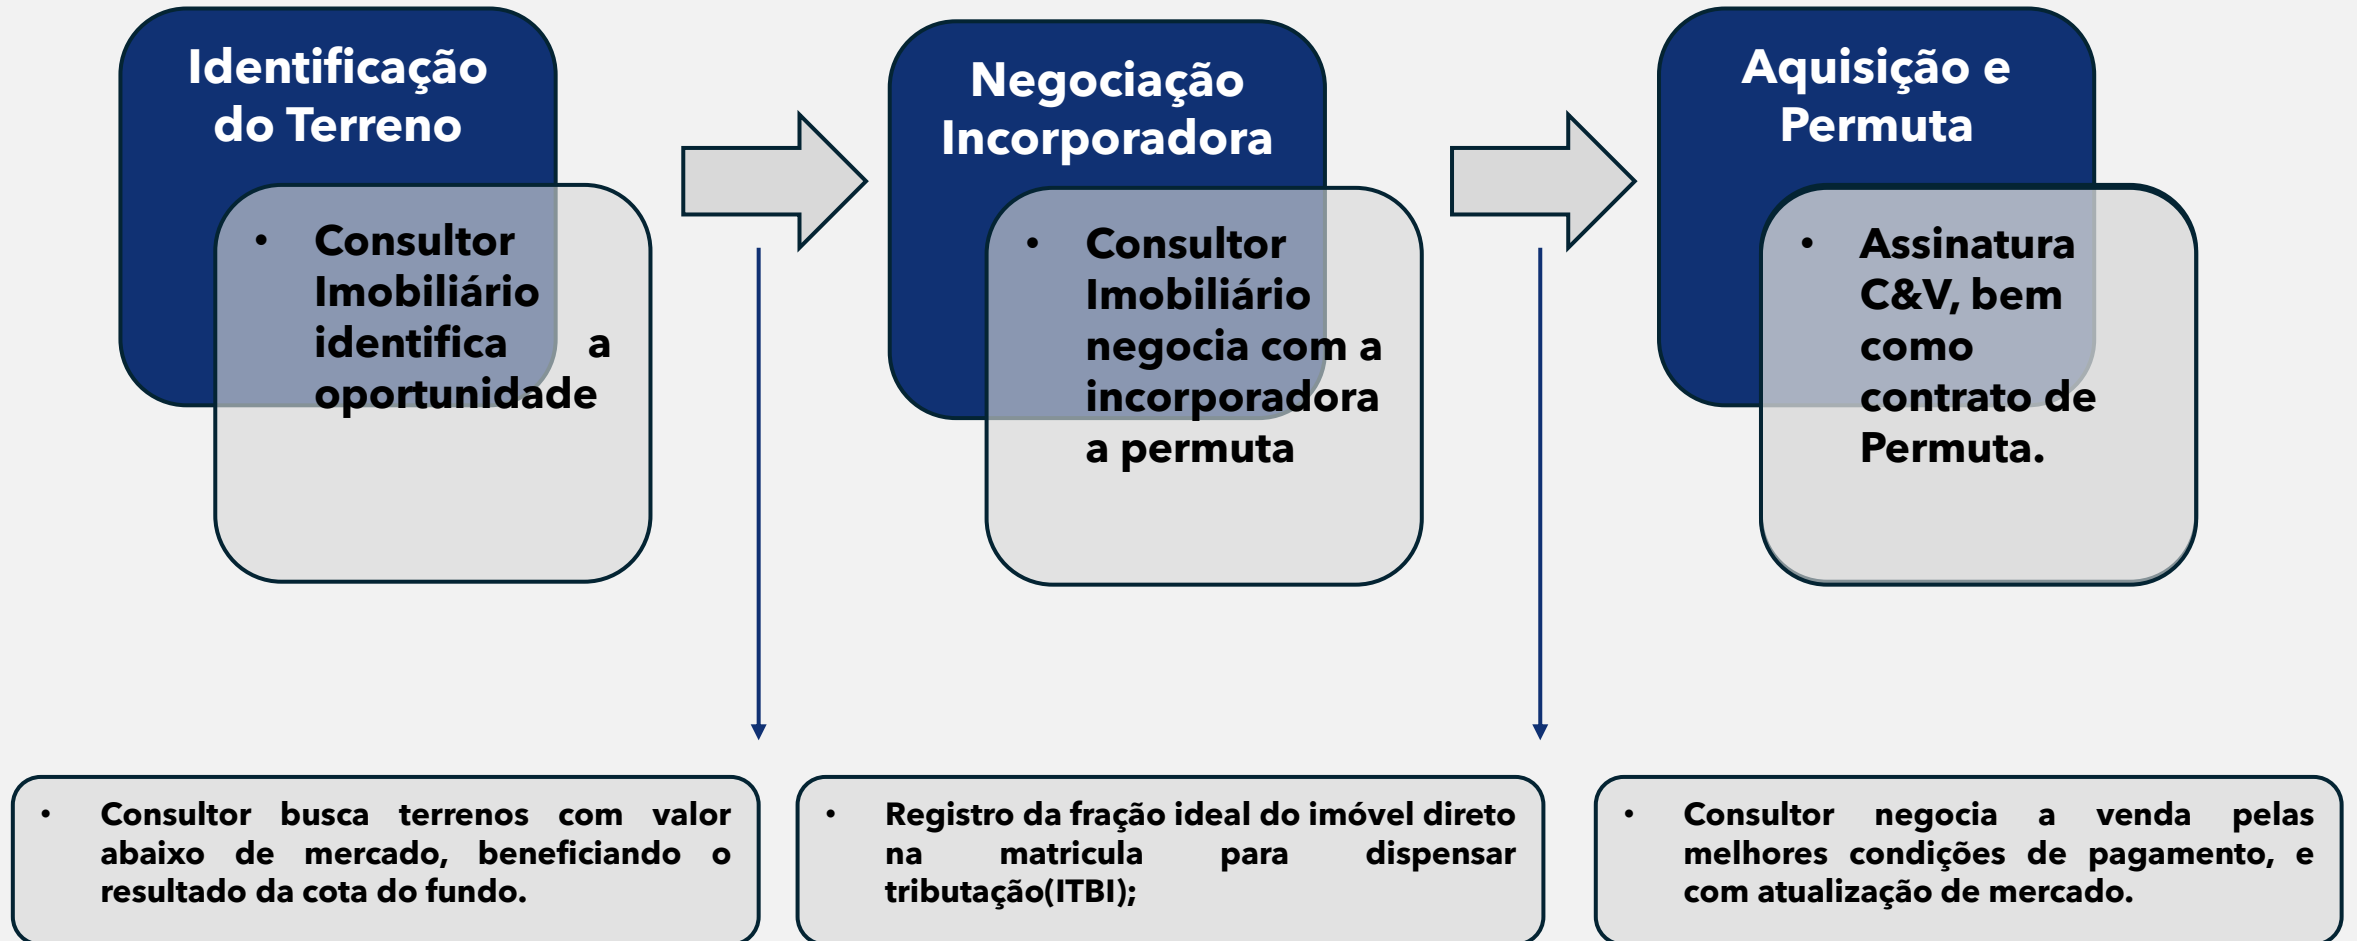 Identificação
do Terreno
• Consultor
Imobiliário
identifica a
oportunidade
Negociação
Incorporadora
• Consultor
Imobiliário
negocia com a
incorporadora
a permuta
Aquisição e
Permuta
• Assinatura
C&V, bem
como
contrato de
Permuta.
• Consultor busca terrenos com valor
abaixo de mercado, beneficiando o
resultado da cota do fundo.
• Registro da fração ideal do imóvel direto
na matricula para dispensar
tributação(ITBI);
• Consultor negocia a venda pelas
melhores condições de pagamento, e
com atualização de mercado.